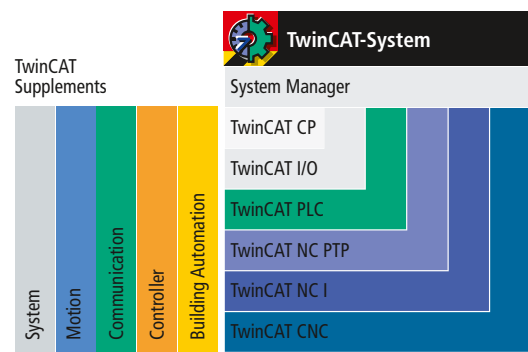 TwinCAT-System
TwinCAT
Supplements
System Manager
TwinCAT CP
TwinCAT I/O
TwinCAT PLC
TwinCAT NC PTP
TwinCAT NC I
TwinCAT CNC
System
Motion
Communication
Controller
Building Automation